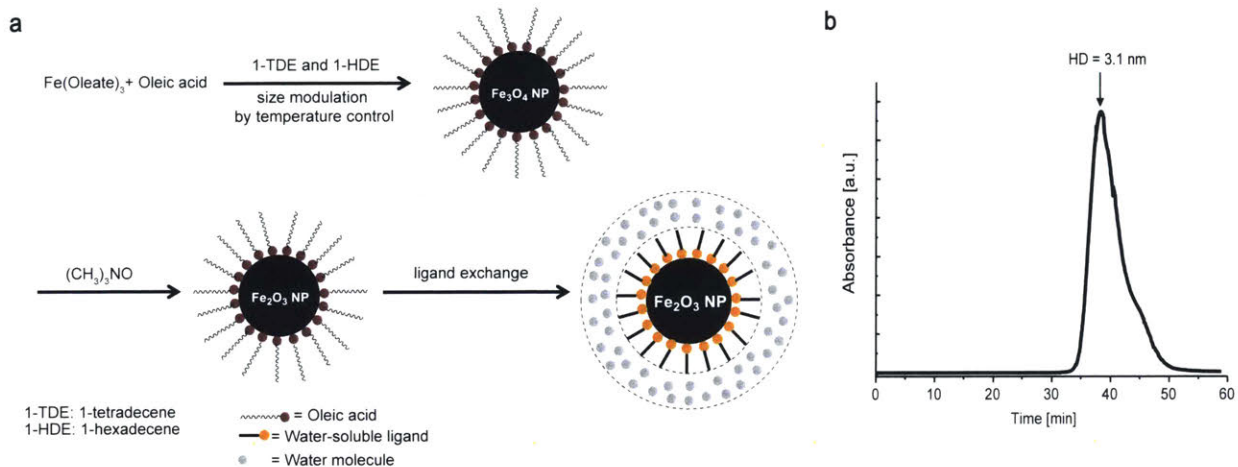 a
Fe(Oleate)₃+ Oleic acid
1-TDE and 1-HDE
size modulation
by temperature control
Fe₃O₄ NP
(CH₃)₃NO
Fe₂O₃ NP
ligand exchange
Fe₂O₃ NP
1-TDE: 1-tetradecene
1-HDE: 1-hexadecene
= Oleic acid
= Water-soluble ligand
= Water molecule
b
HD = 3.1 nm
Absorbance [a.u.]
0 10 20 30 40 50 60
Time [min]